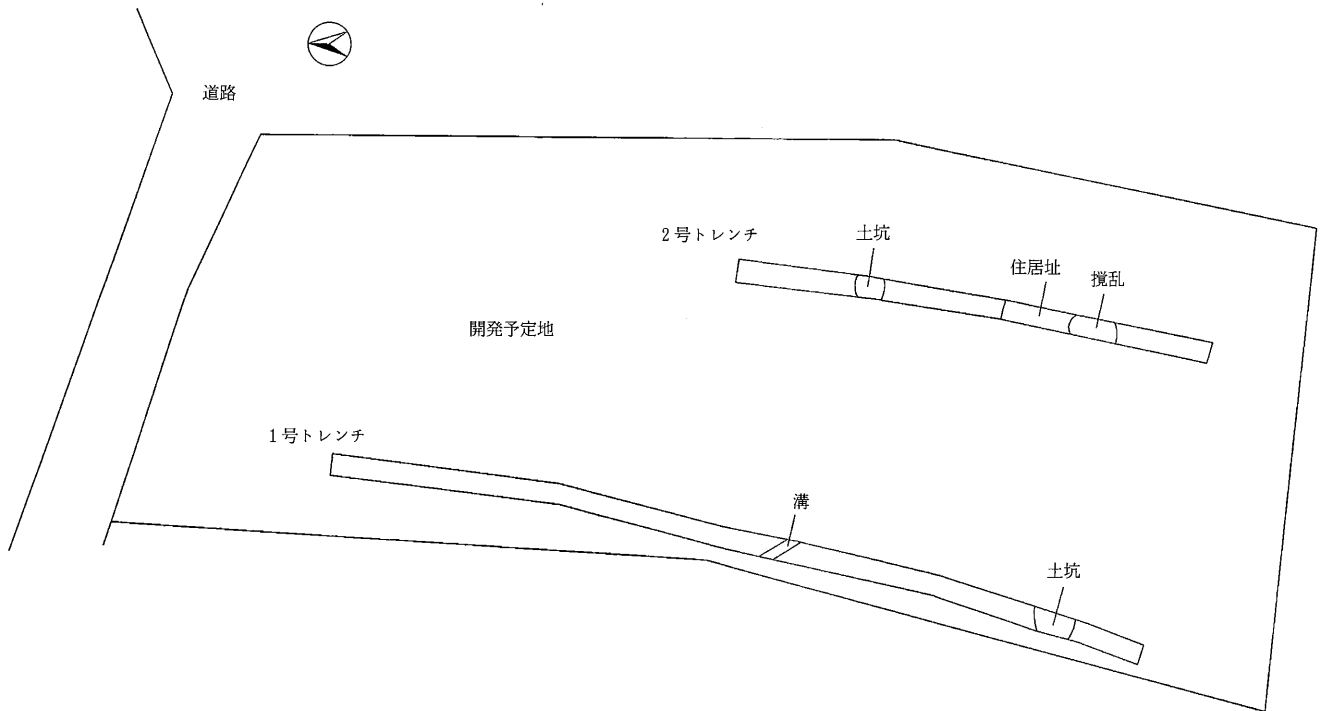 道路
2号トレンチ
土坑
住居址
撹乱
開発予定地
1号トレンチ
溝
土坑